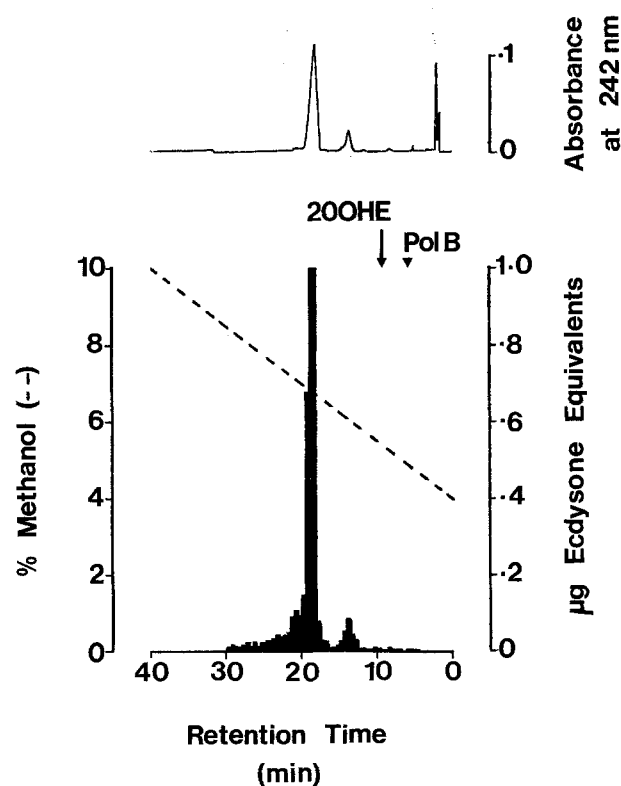 ·1
·0
Absorbance
at 242 nm
20OHE
Pol B
10
8
6
4
2
0
% Methanol (- -)
1·0
·8
·6
·4
·2
0
µg Ecdysone Equivalents
40
30
20
10
0
Retention Time
(min)